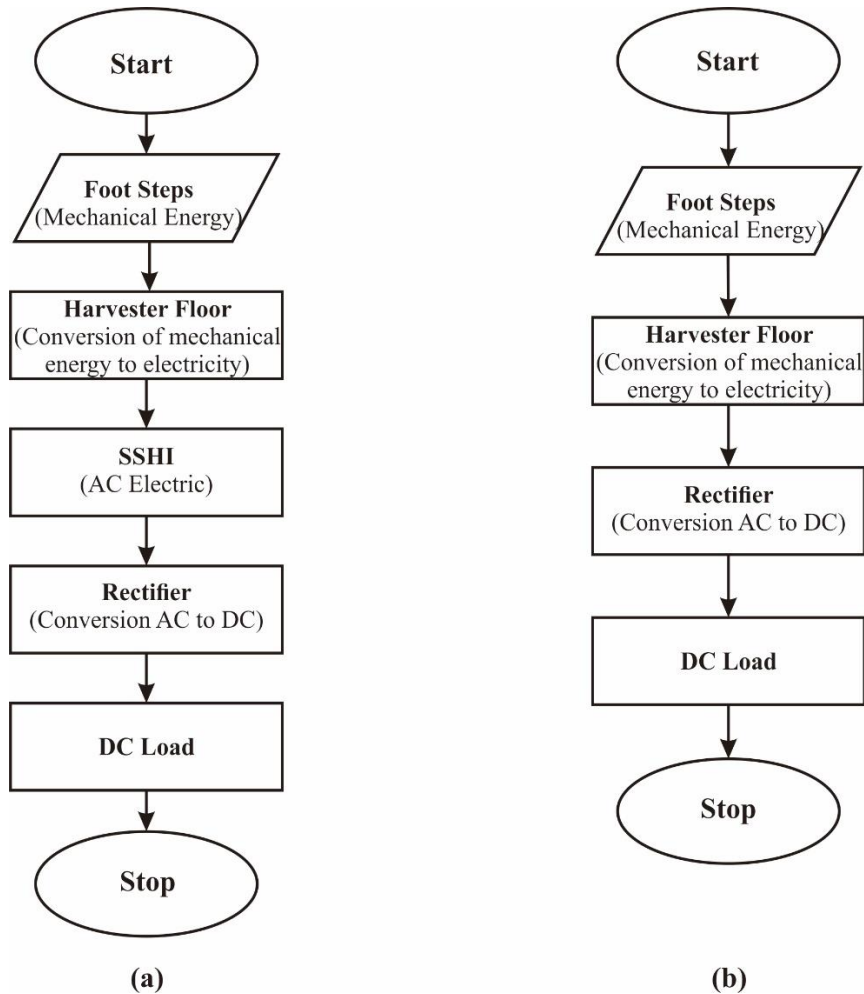 Start
Foot Steps
(Mechanical Energy)
Harvester Floor
(Conversion of mechanical
energy to electricity)
SSHI
(AC Electric)
Rectifier
(Conversion AC to DC)
DC Load
Stop
(a)
Start
Foot Steps
(Mechanical Energy)
Harvester Floor
(Conversion of mechanical
energy to electricity)
Rectifier
(Conversion AC to DC)
DC Load
Stop
(b)